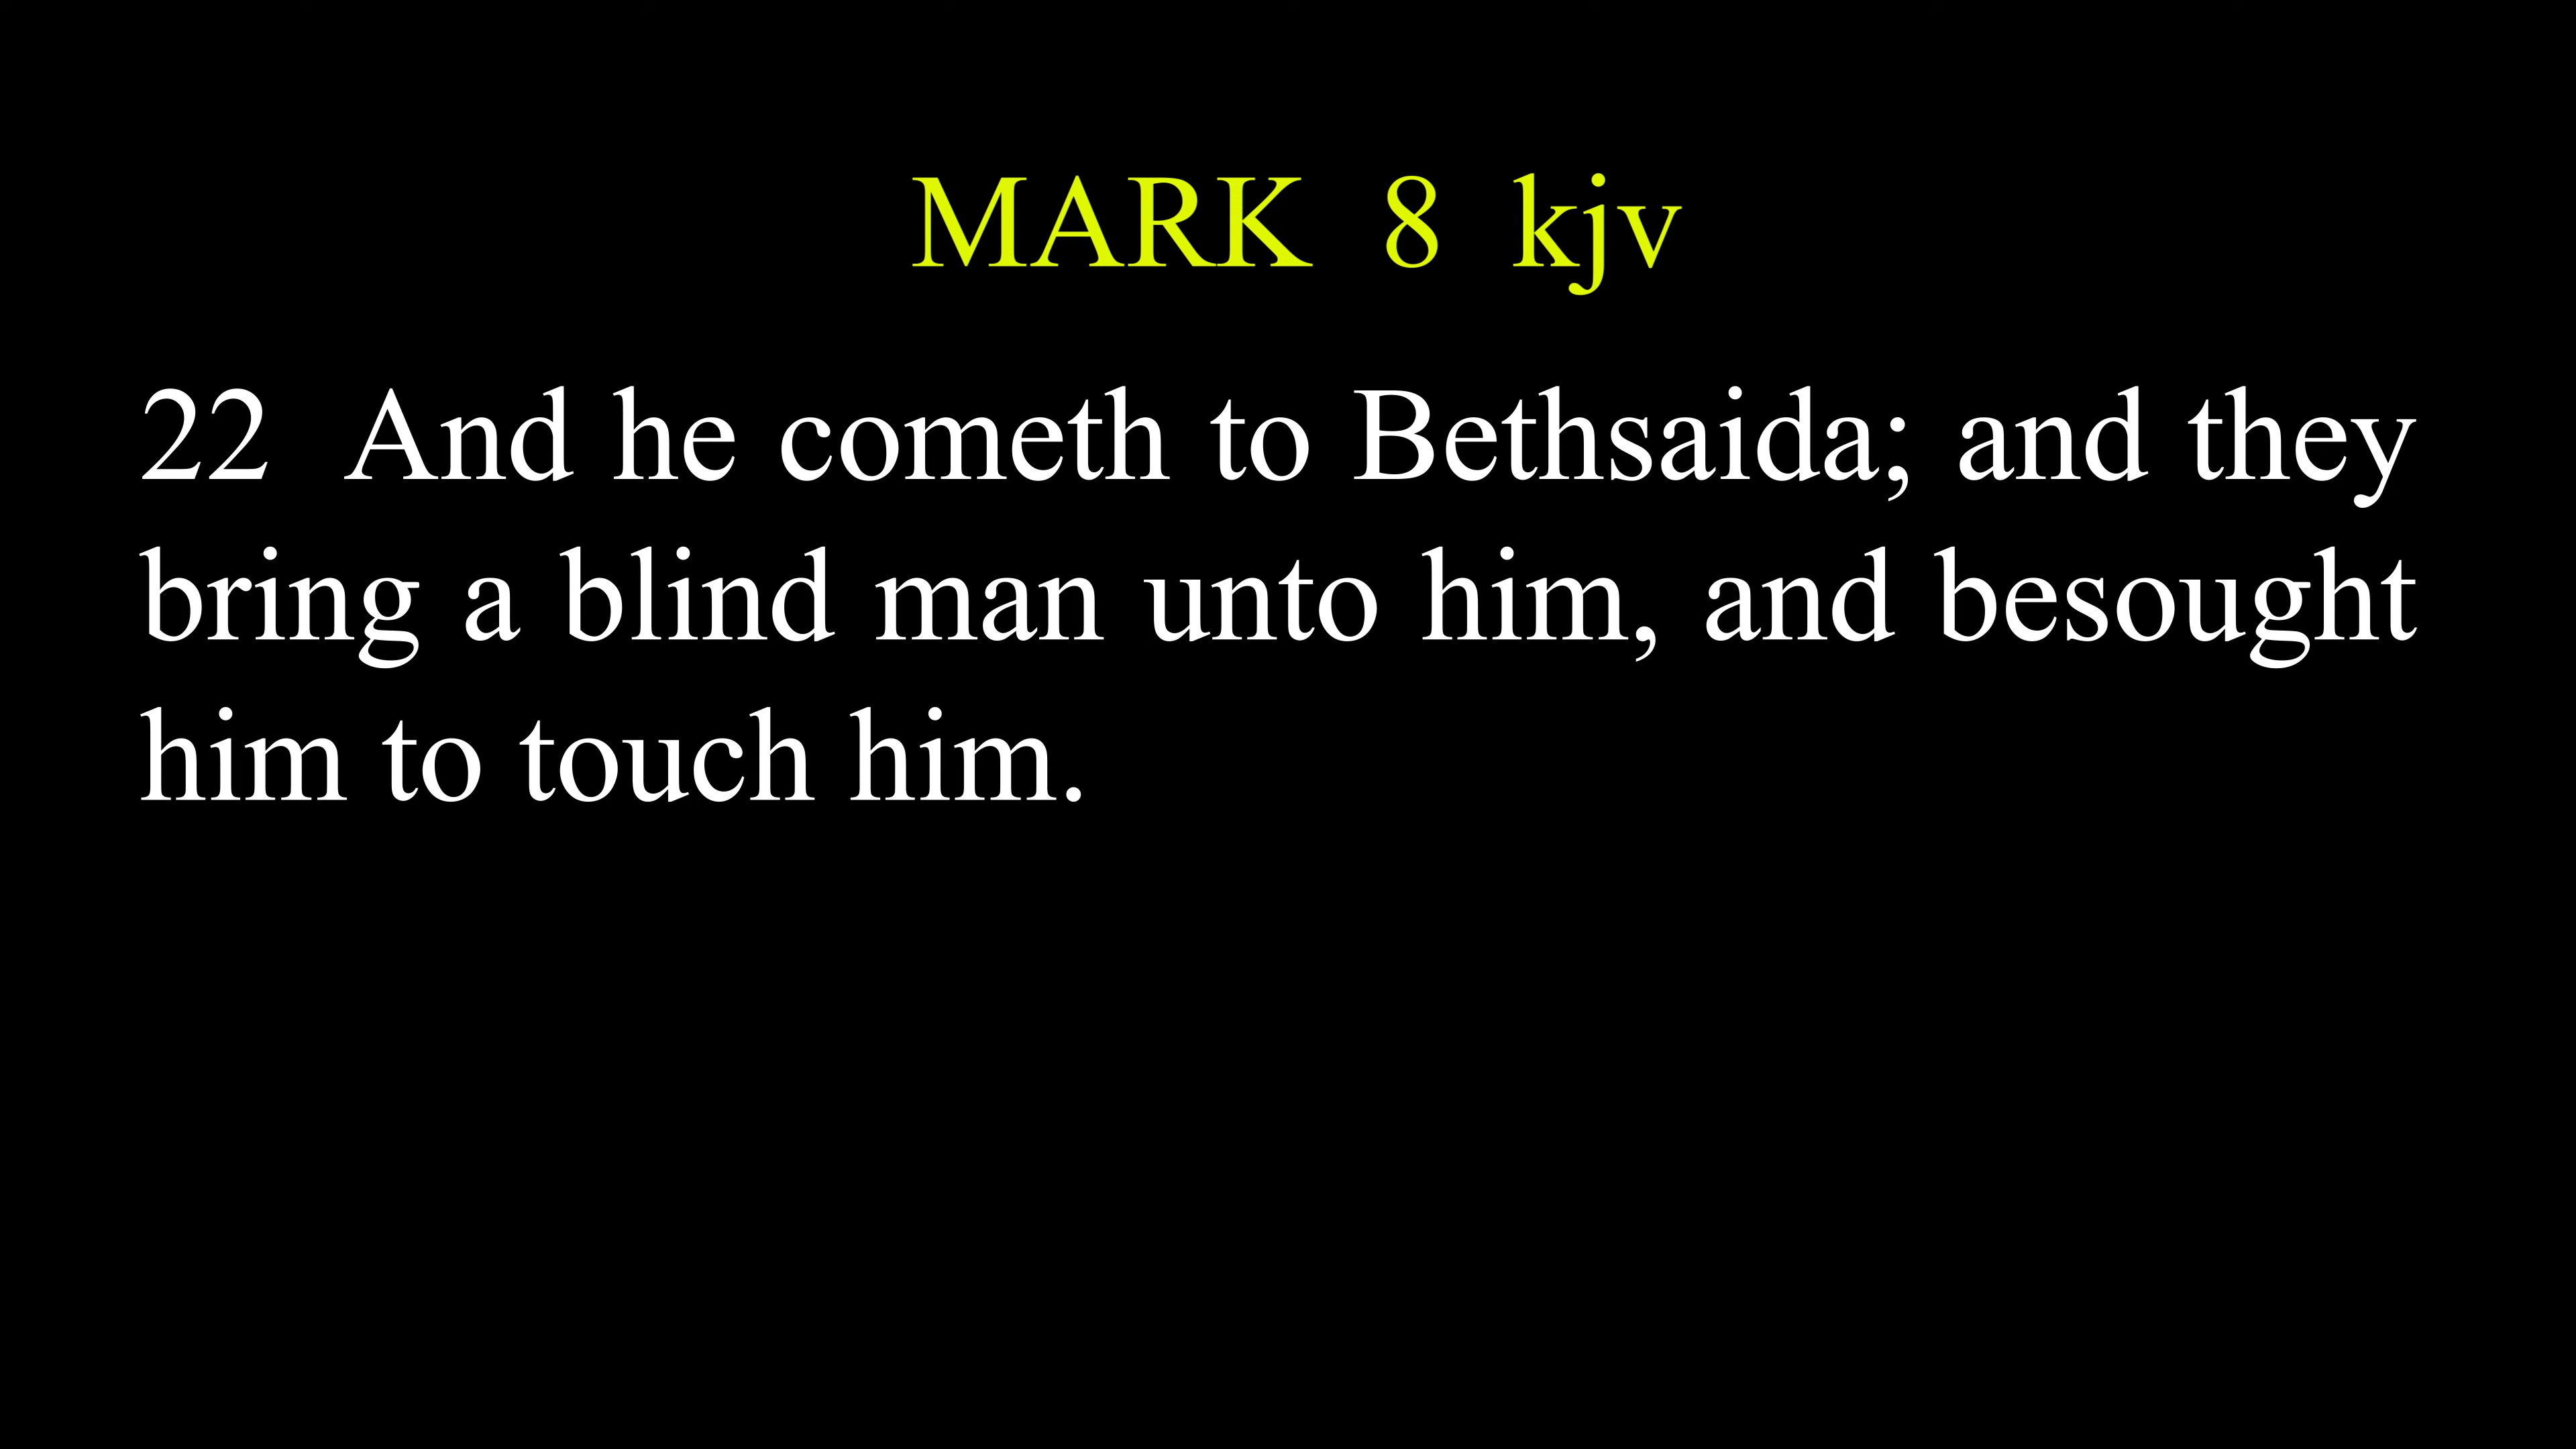 MARK 8 kjv
22 And he cometh to Bethsaida; and they
bring a blind man unto him, and besought
him to touch him.